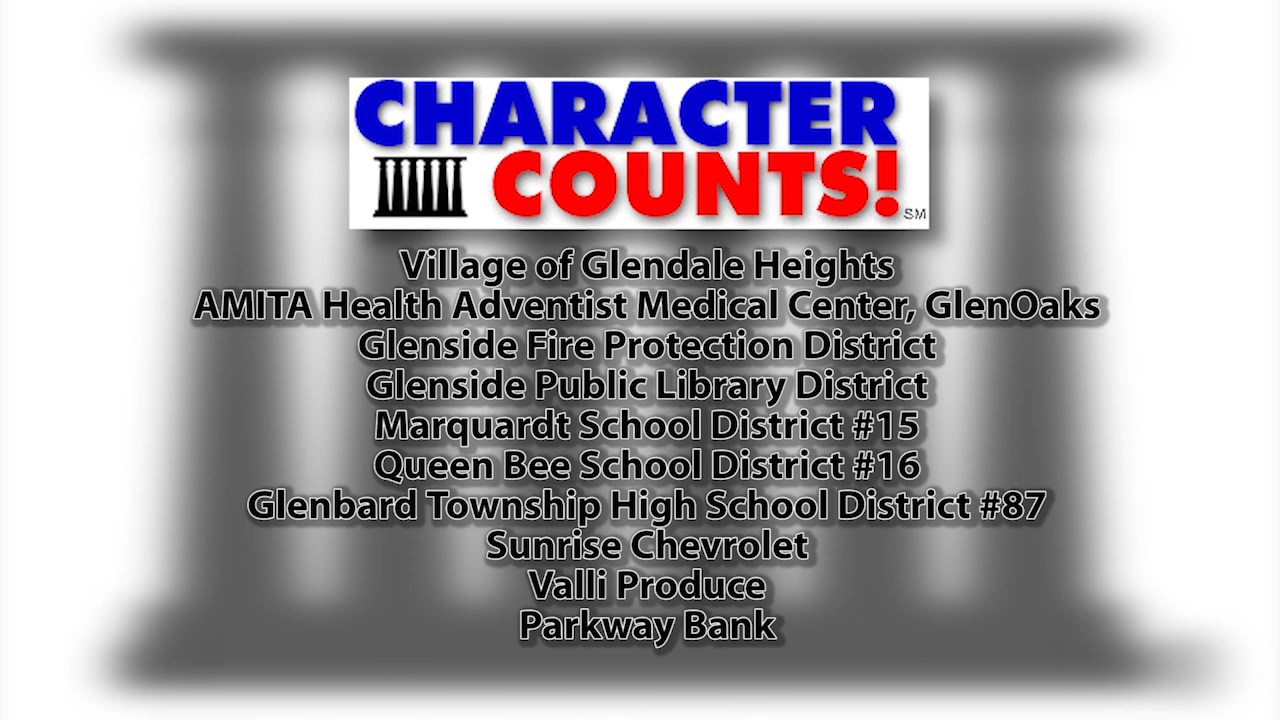 CHARACTER
COUNTS!
SM
Village of Glendale Heights
AMITA Health Adventist Medical Center, GlenOaks
Glenside Fire Protection District
Glenside Public Library District
Marquardt School District #15
Queen Bee School District #16
Glenbard Township High School District #87
Sunrise Chevrolet
Valli Produce
Parkway Bank